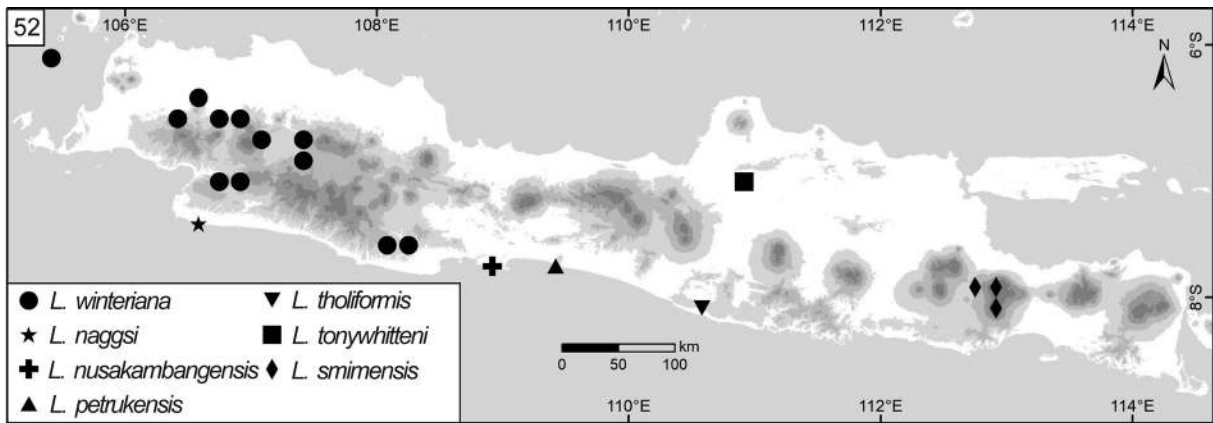 52
106°E 108°E 110°E 112°E 114°E
6°S
N
8°S
L. winteriana
L. naggsi
L. nusakambangensis
L. petrukensis
L. tholiformis
L. tonywhitteni
L. smimensis
km
0 50 100
110°E 112°E 114°E